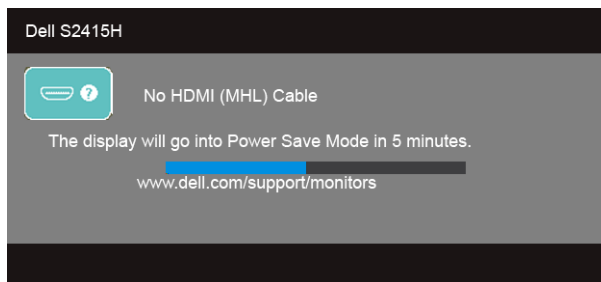 Dell S2415H
?
No HDMI (MHL) Cable
The display will go into Power Save Mode in 5 minutes.
www.dell.com/support/monitors